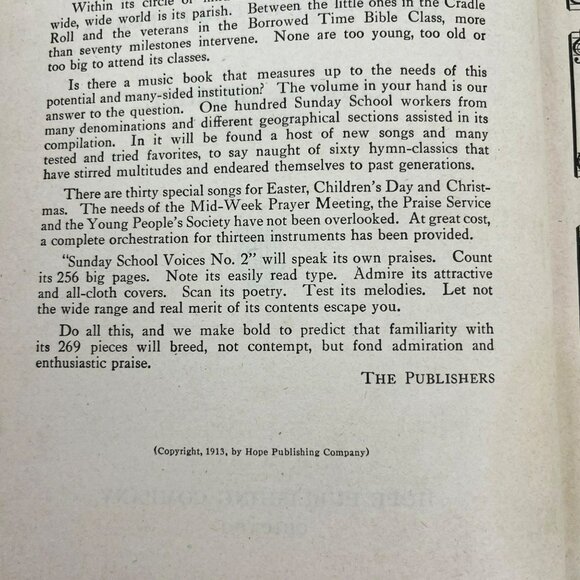 Within its circle of
wide, wide world is its parish. Between the little ones in the Cradle
Roll and the veterans in the Borrowed Time Bible Class, more
than seventy milestones intervene. None are too young, too old or
too big to attend its classes.
Is there a music book that measures up to the needs of this
potential and many-sided institution? The volume in your hand is our
answer to the question. One hundred Sunday School workers from
many denominations and different geographical sections assisted in its
compilation. In it will be found a host of new songs and many
tested and tried favorites, to say naught of sixty hymn-classics that
have stirred multitudes and endeared themselves to past generations.
There are thirty special songs for Easter, Children's Day and Christ-
mas. The needs of the Mid-Week Prayer Meeting, the Praise Service
and the Young People's Society have not been overlooked. At great cost,
a complete orchestration for thirteen instruments has been provided.
"Sunday School Voices No. 2" will speak its own praises. Count
its 256 big pages. Note its easily read type. Admire its attractive
and all-cloth covers. Scan its poetry. Test its melodies. Let not
the wide range and real merit of its contents escape you.
Do all this, and we make bold to predict that familiarity with
its 269 pieces will breed, not contempt, but fond admiration and
enthusiastic praise.
THE PUBLISHERS
(Copyright, 1913, by Hope Publishing Company)